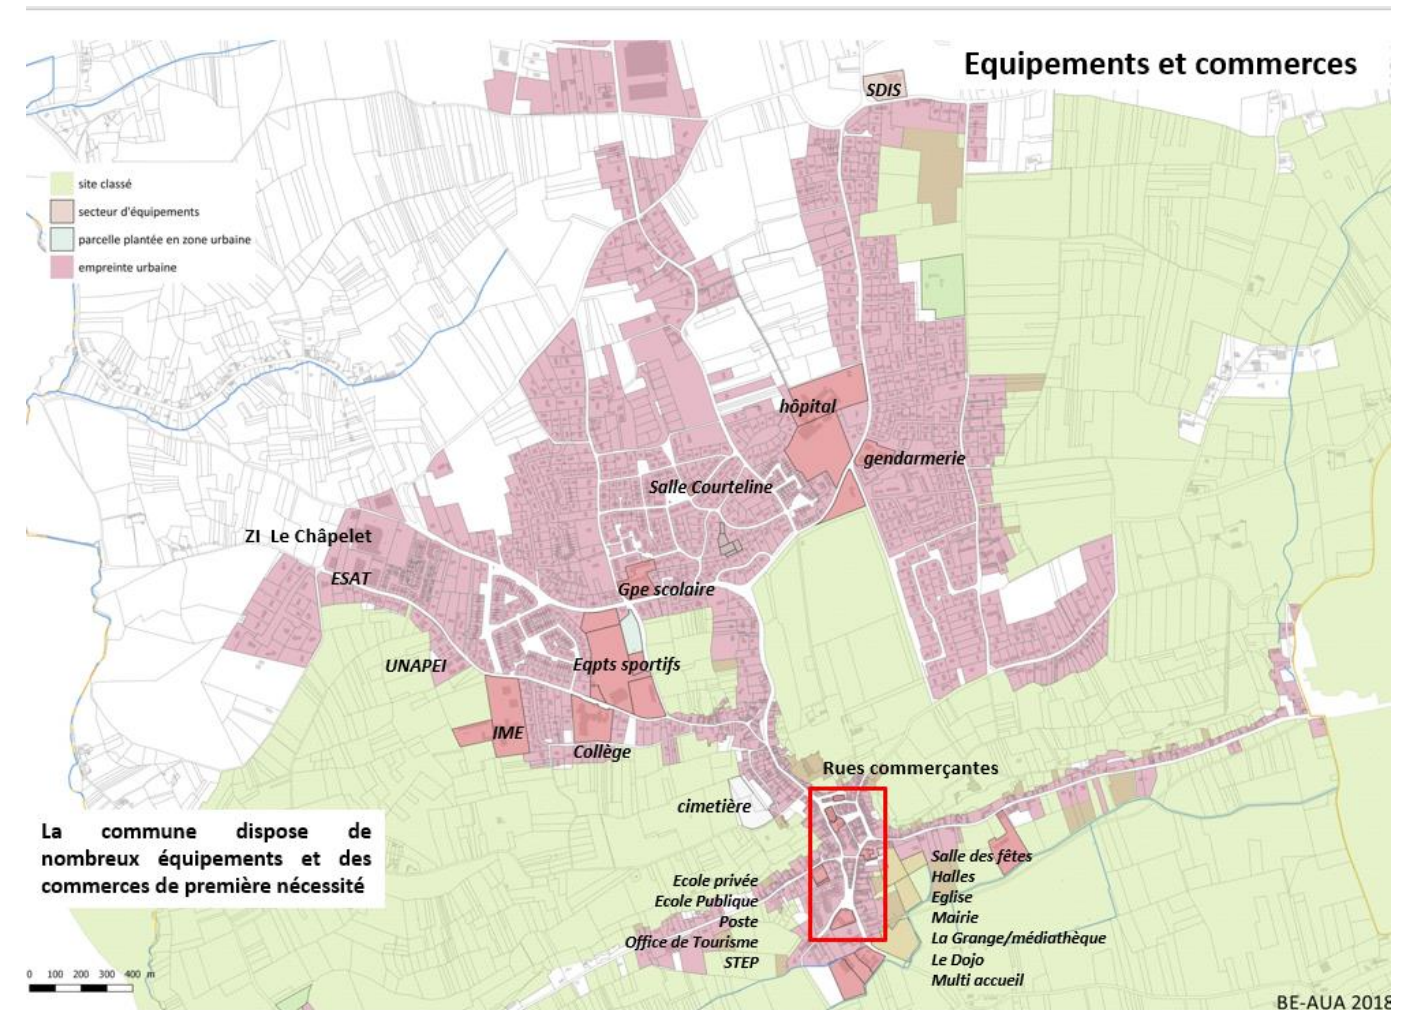 Equipements et commerces
SDIS
site classé
secteur d'équipements
parcelle plantée en zone urbaine
empreinte urbaine
hôpital
gendarmerie
Salle Courteline
ZI Le Châpelet
ESAT
Gpe scolaire
UNAPEI
Eqpts sportifs
IME
Collège
Rues commerçantes
cimetière
La commune dispose de
nombreux équipements et des
commerces de première nécessité
Ecole privée
Ecole Publique
Poste
Office de Tourisme
STEP
Salle des fêtes
Halles
Eglise
Mairie
La Grange/médiathèque
Le Dojo
Multi accueil
0 100 200 300 400 m
BE-AUA 2018